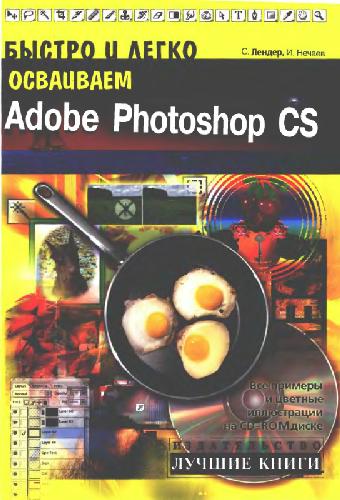 С. Лендер, И. Нечаев
БЫСТРО И ЛЕГКО
ОСВАИВАЕМ
Adobe Photoshop CS
Все примеры
и цветные
иллюстрации
на CD-ROM диске
ИЗДАТЕЛЬСТВО
ЛУЧШИЕ КНИГИ